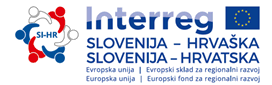 SI-HR
Interreg
SLOVENIJA – HRVAŠKA
SLOVENIJA – HRVATSKA
Evropska unija | Evropski sklad za regionalni razvoj
Europska unija | Europski fond za regionalni razvoj